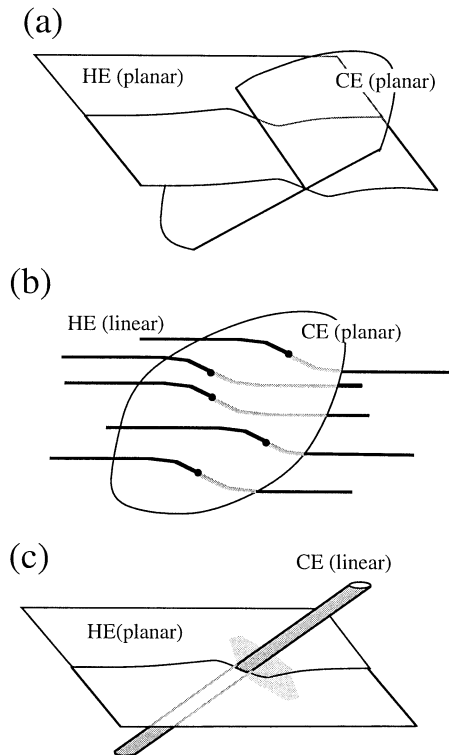 (a)
HE (planar)
CE (planar)
(b)
HE (linear)
CE (planar)
(c)
CE (linear)
HE(planar)